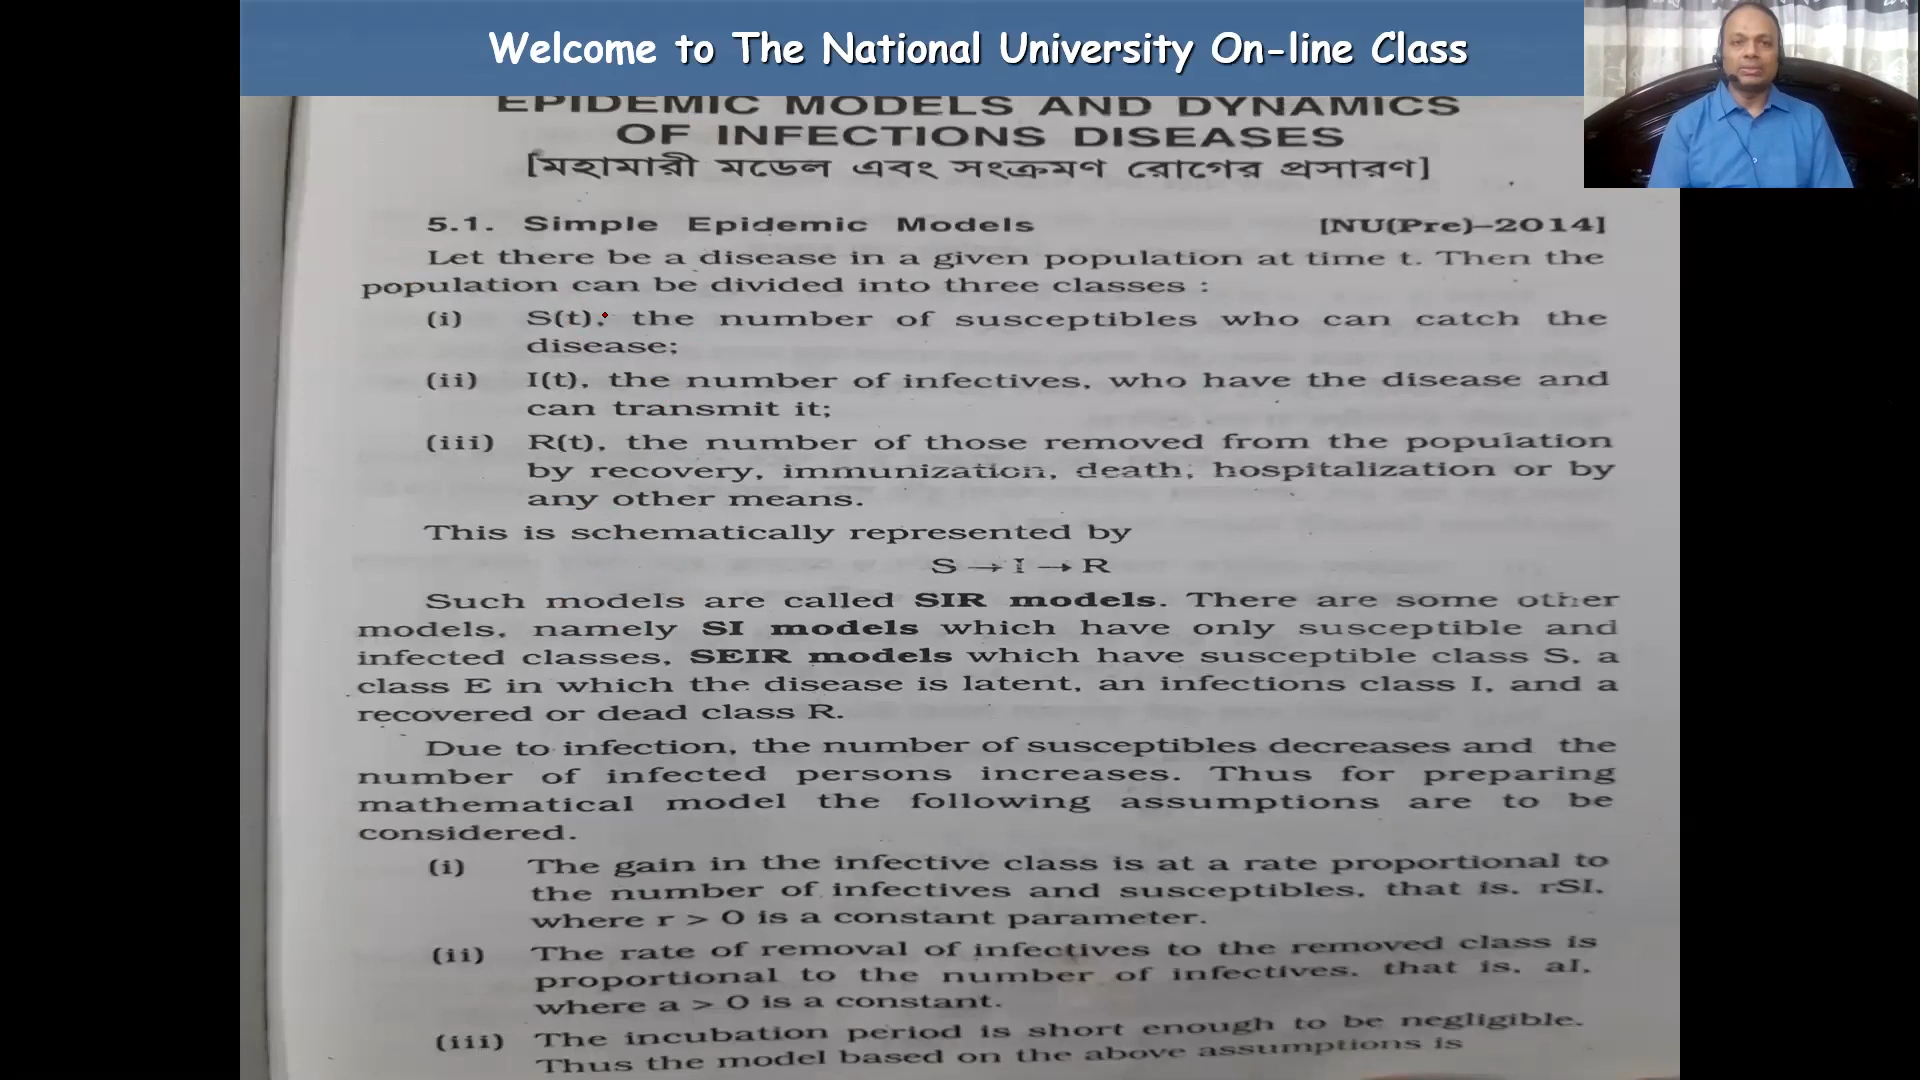 Welcome to The National University On-line Class
EPIDEMIC MODELS AND DYNAMICS
OF INFECTIONS DISEASES
[মহামারী মডেল এবং সংক্রমণ রোগের প্রসারণ]
5.1. Simple Epidemic Models [NU(Pre)–2014]
Let there be a disease in a given population at time t. Then the
population can be divided into three classes :
(i) S(t), the number of susceptibles who can catch the
disease;
(ii) I(t), the number of infectives, who have the disease and
can transmit it;
(iii) R(t), the number of those removed from the population
by recovery, immunization, death, hospitalization or by
any other means.
This is schematically represented by
S → I → R
Such models are called SIR models. There are some other
models, namely SI models which have only susceptible and
infected classes, SEIR models which have susceptible class S, a
class E in which the disease is latent, an infections class I, and a
recovered or dead class R.
Due to infection, the number of susceptibles decreases and the
number of infected persons increases. Thus for preparing
mathematical model the following assumptions are to be
considered.
(i) The gain in the infective class is at a rate proportional to
the number of infectives and susceptibles, that is, rSI,
where r > 0 is a constant parameter.
(ii) The rate of removal of infectives to the removed class is
proportional to the number of infectives, that is, aI,
where a > 0 is a constant.
(iii) The incubation period is short enough to be negligible.
Thus the model based on the above assumptions is